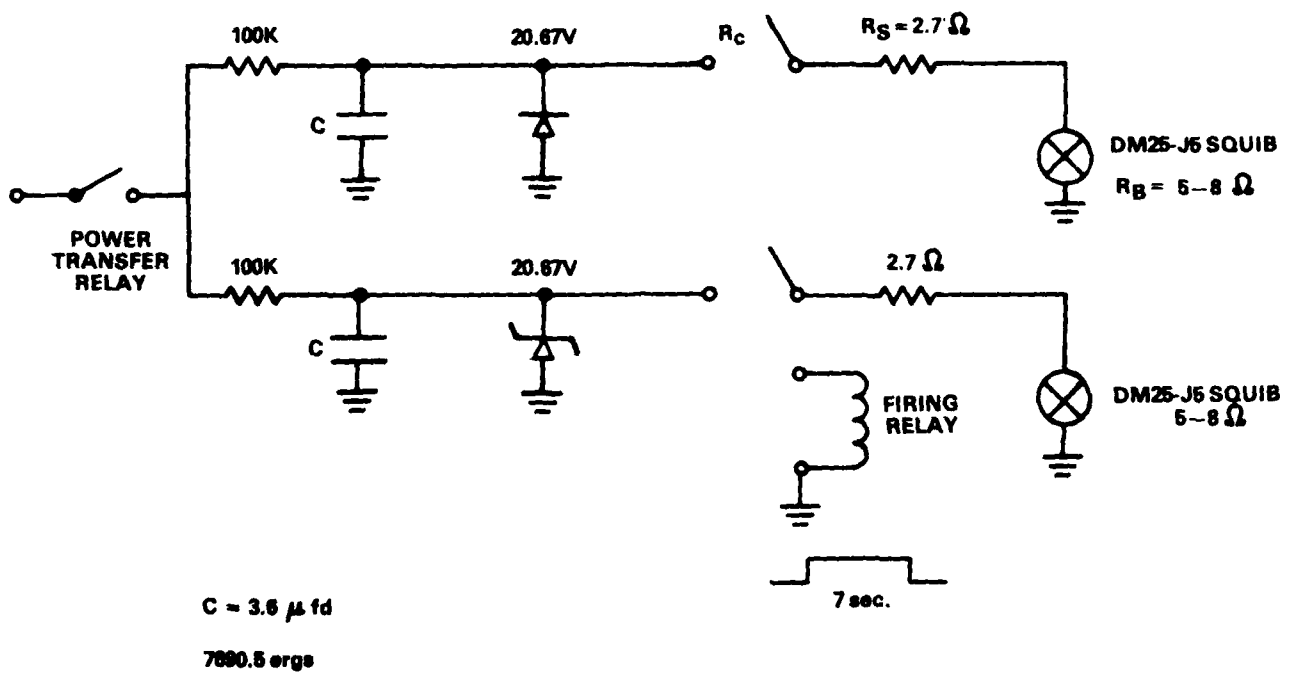 100K
20.67V
RC
RS = 2.7 Ω
C
DM25-J5 SQUIB
RB = 5–8 Ω
POWER
TRANSFER
RELAY
100K
20.67V
2.7 Ω
C
DM25-J5 SQUIB
5–8 Ω
FIRING
RELAY
7 sec.
C = 3.6 μ fd
7690.5 ergs